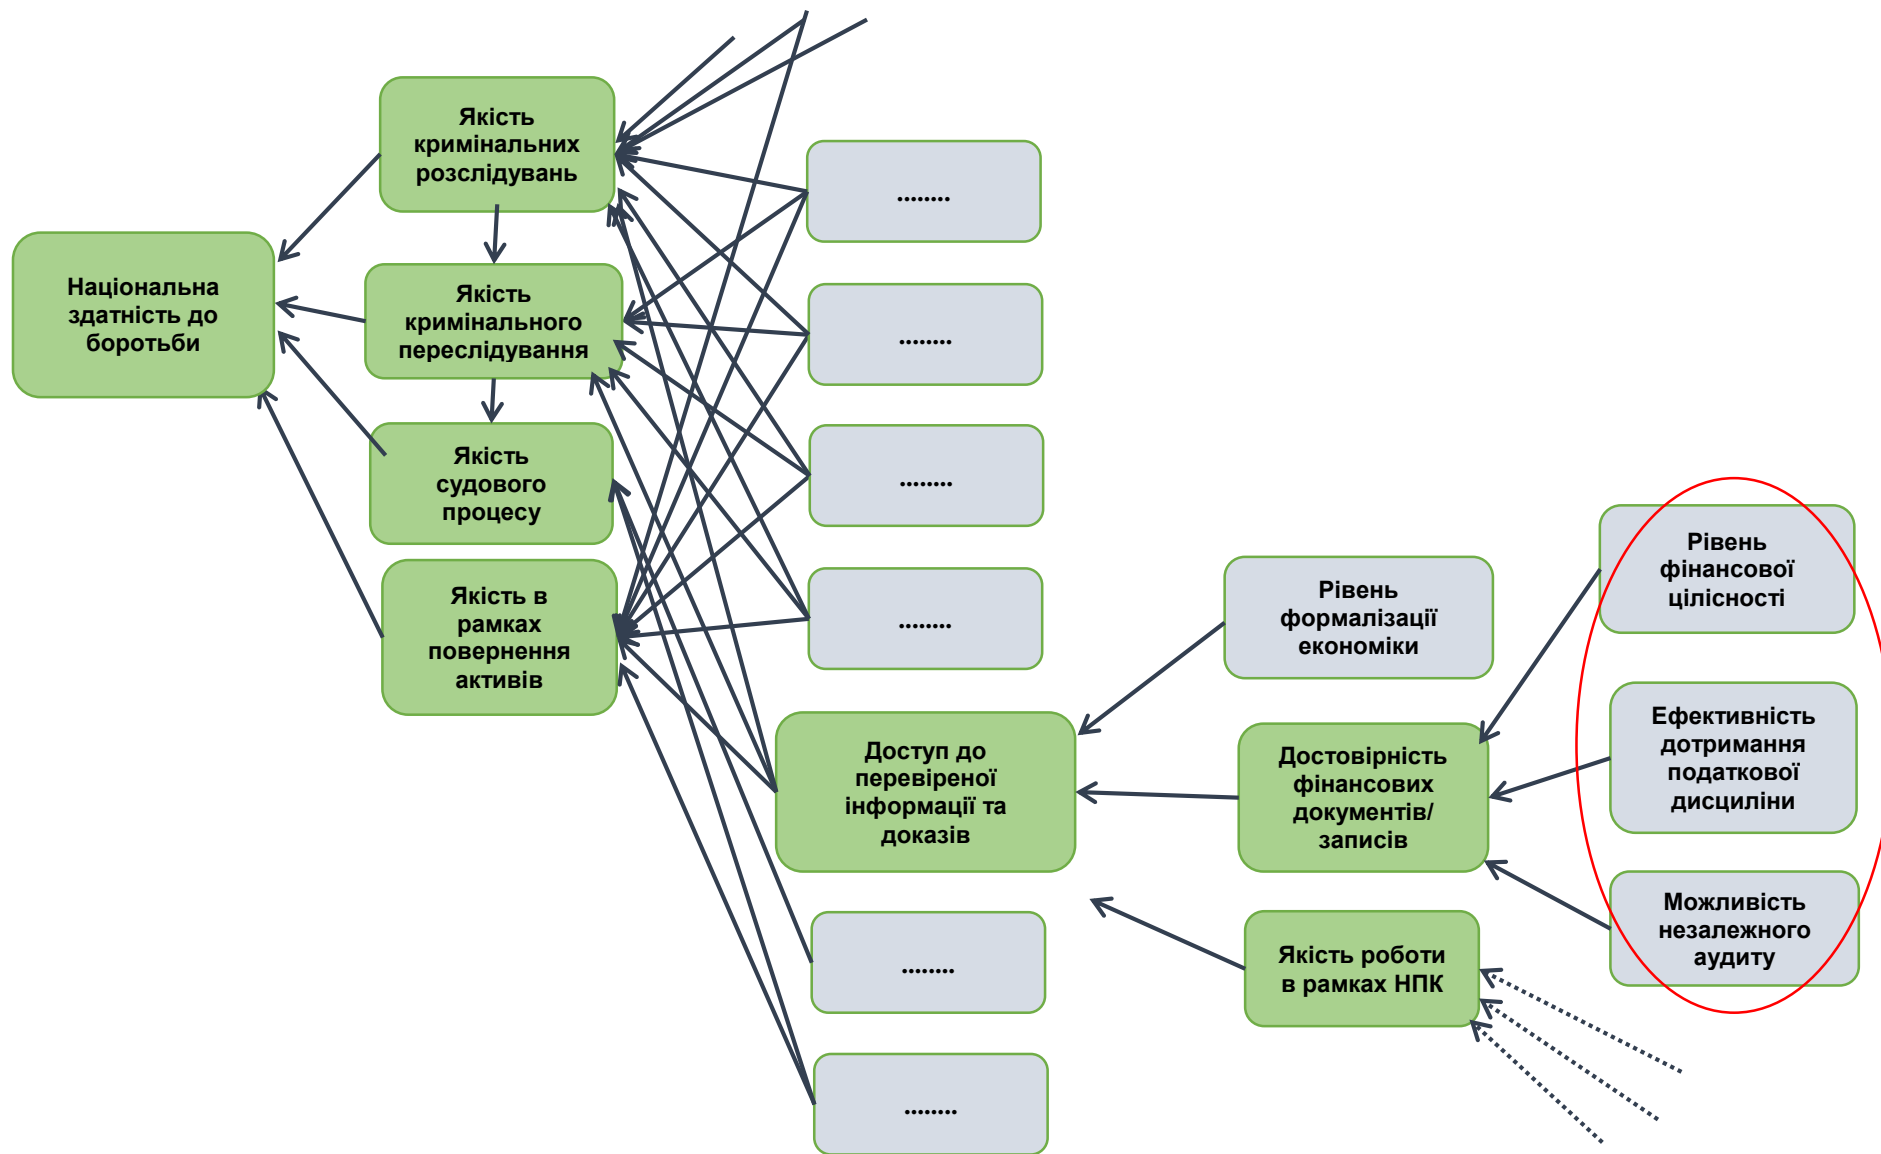 Якість
кримінальних
розслідувань
Національна
здатність до
боротьби
Якість
кримінального
переслідування
Якість
судового
процесу
Якість в
рамках
повернення
активів
........
........
........
........
Доступ до
перевіреної
інформації та
доказів
........
........
Рівень
формалізації
економіки
Достовірність
фінансових
документів/
записів
Якість роботи
в рамках НПК
Рівень
фінансової
цілісності
Ефективність
дотримання
податкової
дисциліни
Можливість
незалежного
аудиту